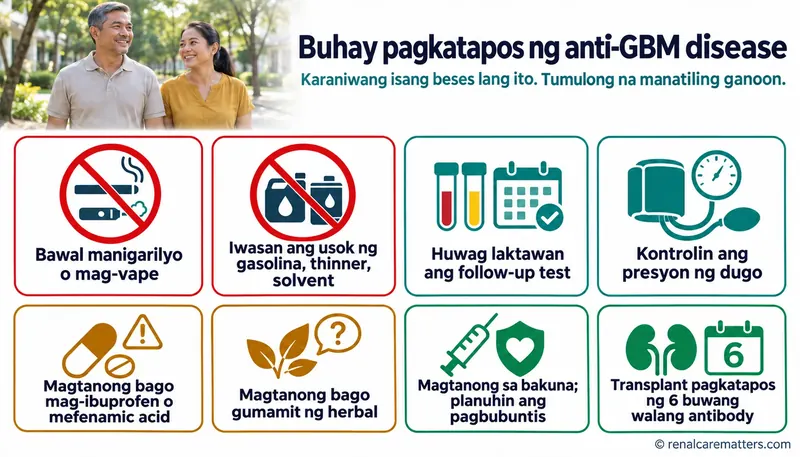 Buhay pagkatapos ng anti-GBM disease
Karaniwang isang beses lang ito. Tumulong na manatiling ganoon.
Bawal manigarilyo
o mag-vape
Iwasan ang usok ng
gasolina, thinner,
solvent
Huwag laktawan
ang follow-up test
Kontrolin ang
presyon ng dugo
Magtanong bago
mag-ibuprofen o
mefenamic acid
?
Magtanong bago
gumamit ng herbal
Magtanong sa bakuna;
planuhin ang
pagbubuntis
6
Transplant pagkatapos
ng 6 buwang
walang antibody
© renalcarematters.com